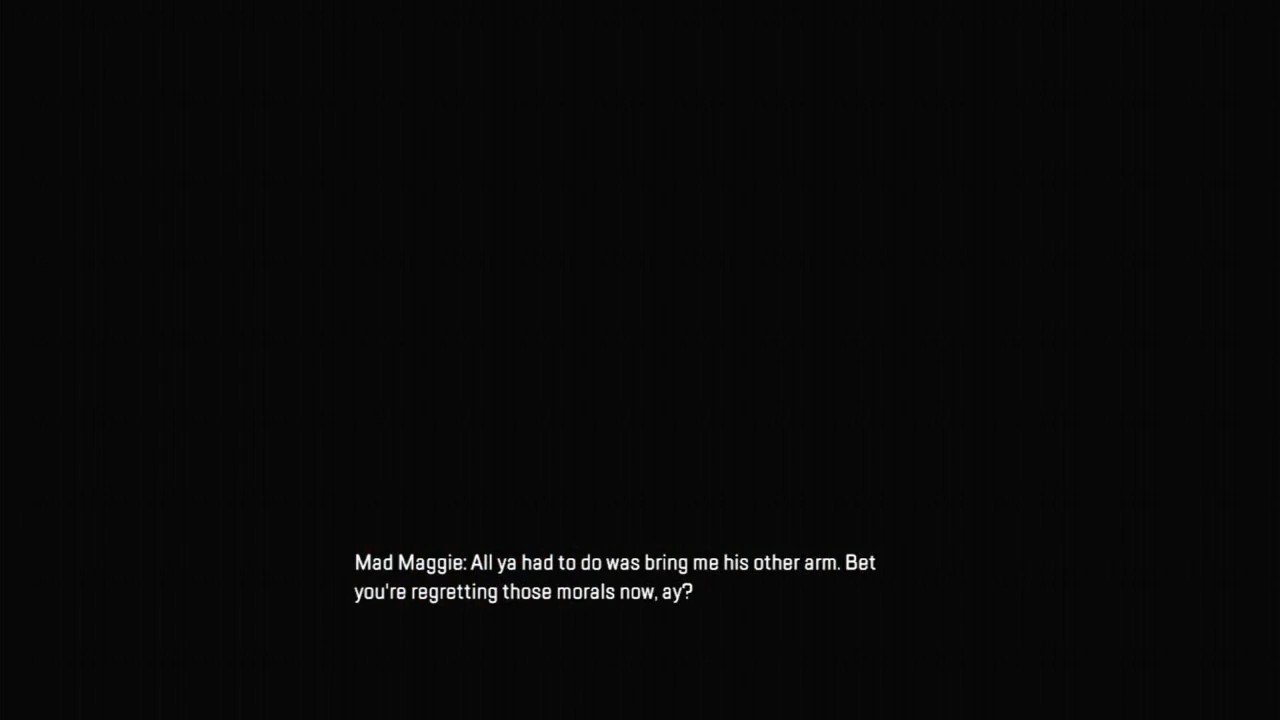 Mad Maggie: All ya had to do was bring me his other arm. Bet
you're regretting those morals now, ay?